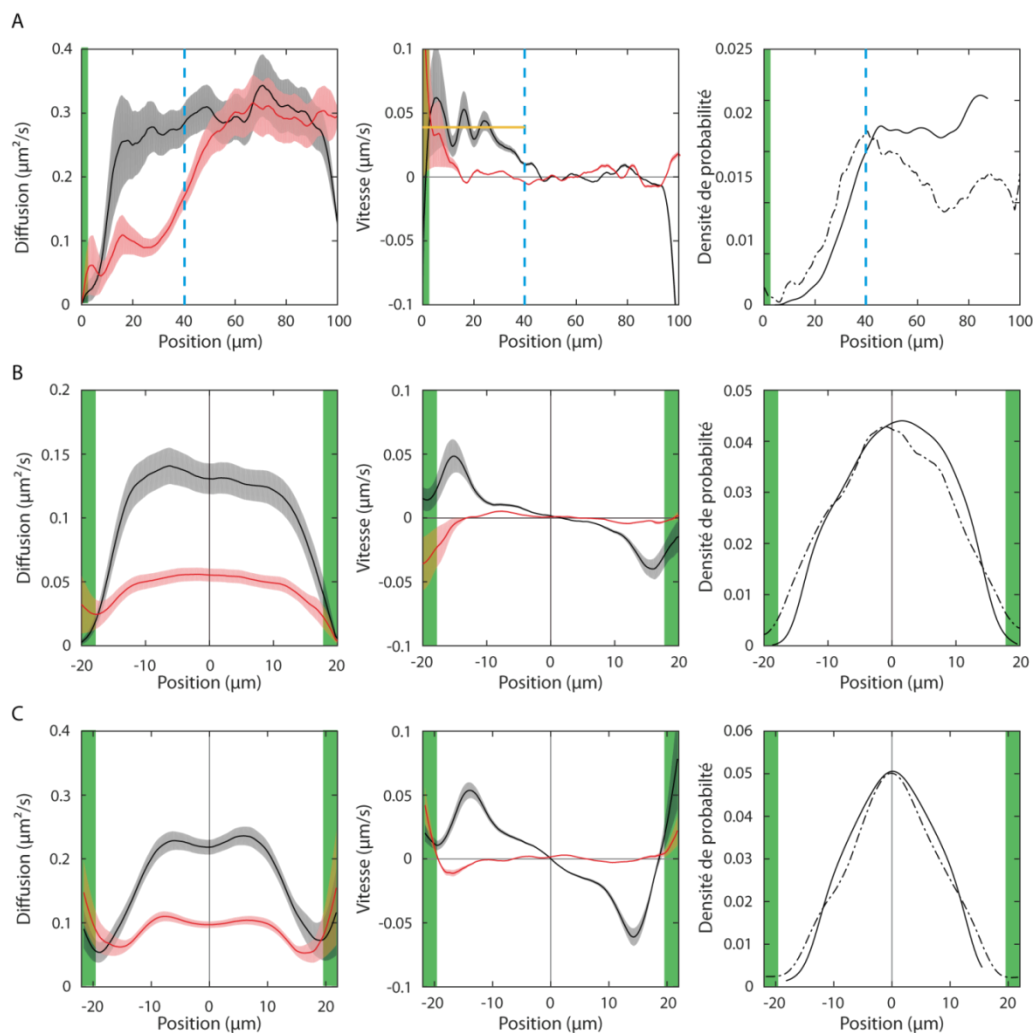 A
Diffusion (µm²/s)
0.4
0.3
0.2
0.1
0
0 20 40 60 80 100
Position (µm)
Vitesse (µm/s)
0.1
0.05
0
-0.05
-0.1
0 20 40 60 80 100
Position (µm)
Densité de probabilité
0.025
0.02
0.015
0.01
0
0 20 40 60 80 100
Position (µm)
B
Diffusion (µm²/s)
0.2
0.15
0.1
0.05
0
-20 -10 0 10 20
Position (µm)
Vitesse (µm/s)
0.1
0.05
0
-0.05
-0.1
-20 -10 0 10 20
Position (µm)
Densité de probabilté
0.05
0.04
0.03
0.02
0.01
0
-10 0 10 20
Position (µm)
C
Diffusion (µm²/s)
0.4
0.3
0.2
0.1
0
-20 -10 0 10 20
Position (µm)
Vitesse (µm/s)
0.1
0.05
0
-0.05
-0.1
-20 -10 0 10 20
Position (µm)
Densité de probabilté
0.06
0.05
0.04
0.03
0.02
0.01
0
-20 -10 0 10 20
Position (µm)